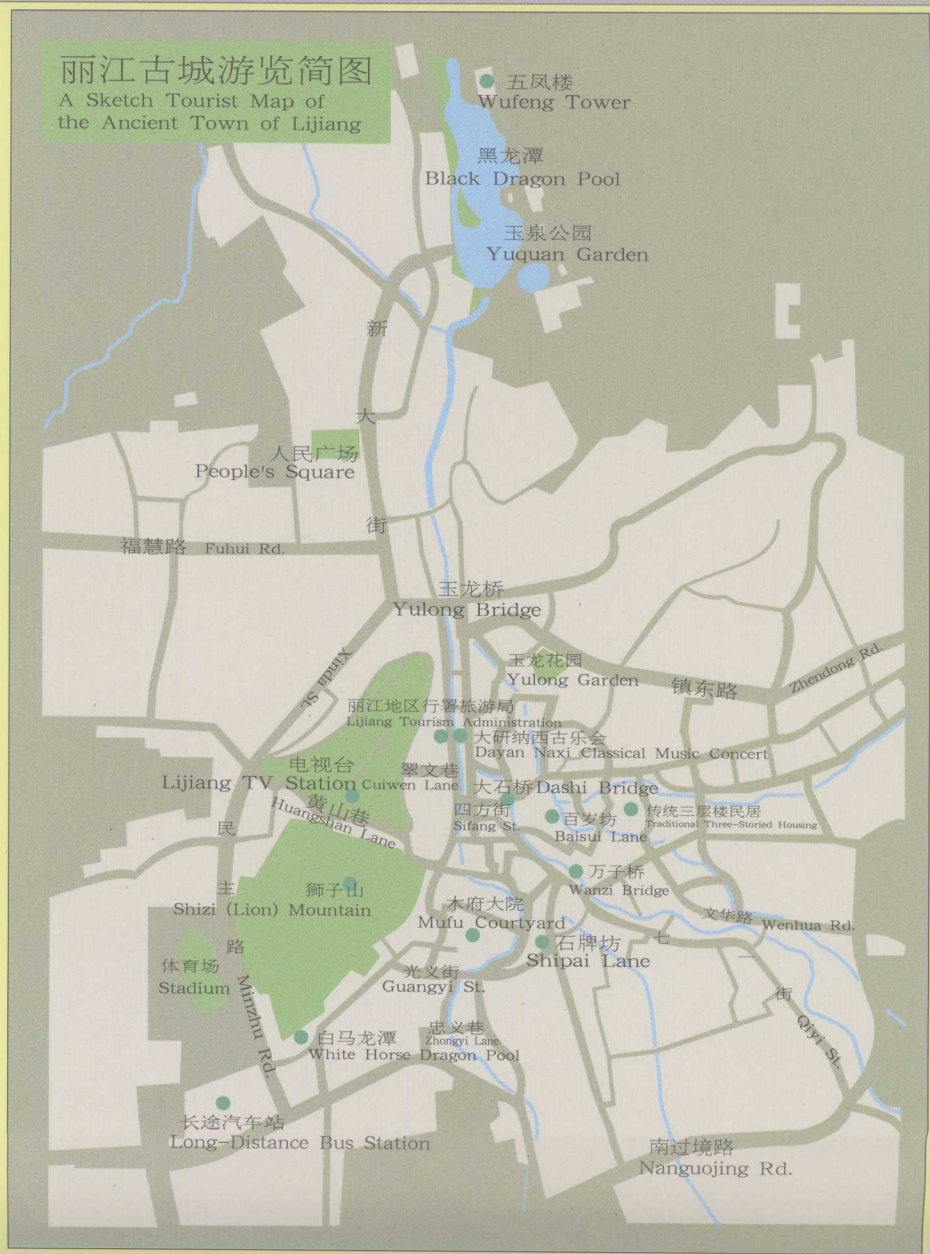 丽江古城游览简图
A Sketch Tourist Map of
the Ancient Town of Lijiang
五凤楼
Wufeng Tower
黑龙潭
Black Dragon Pool
玉泉公园
Yuquan Garden
新
大
街
人民广场
People's Square
福慧路 Fuhui Rd.
玉龙桥
Yulong Bridge
Xinda St.
玉龙花园
Yulong Garden
镇东路 Zhendong Rd.
丽江地区行署旅游局
Lijiang Tourism Administration
大研纳西古乐会
Dayan Naxi Classical Music Concert
电视台
Lijiang TV Station
翠文巷
Cuiwen Lane
大石桥 Dashi Bridge
黄山巷
Huangshan Lane
四方街
Sifang St.
百岁坊
Baisui Lane
传统三层楼民居
Traditional Three-Storied Housing
民
主
路
Minzhu Rd.
狮子山
Shizi (Lion) Mountain
万子桥
Wanzi Bridge
木府大院
Mufu Courtyard
文华路 Wenhua Rd.
石牌坊
Shipai Lane
七
一
街
Qiyi St.
体育场
Stadium
光义街
Guangyi St.
白马龙潭
White Horse Dragon Pool
忠义巷
Zhongyi Lane
长途汽车站
Long-Distance Bus Station
南过境路
Nanguojing Rd.